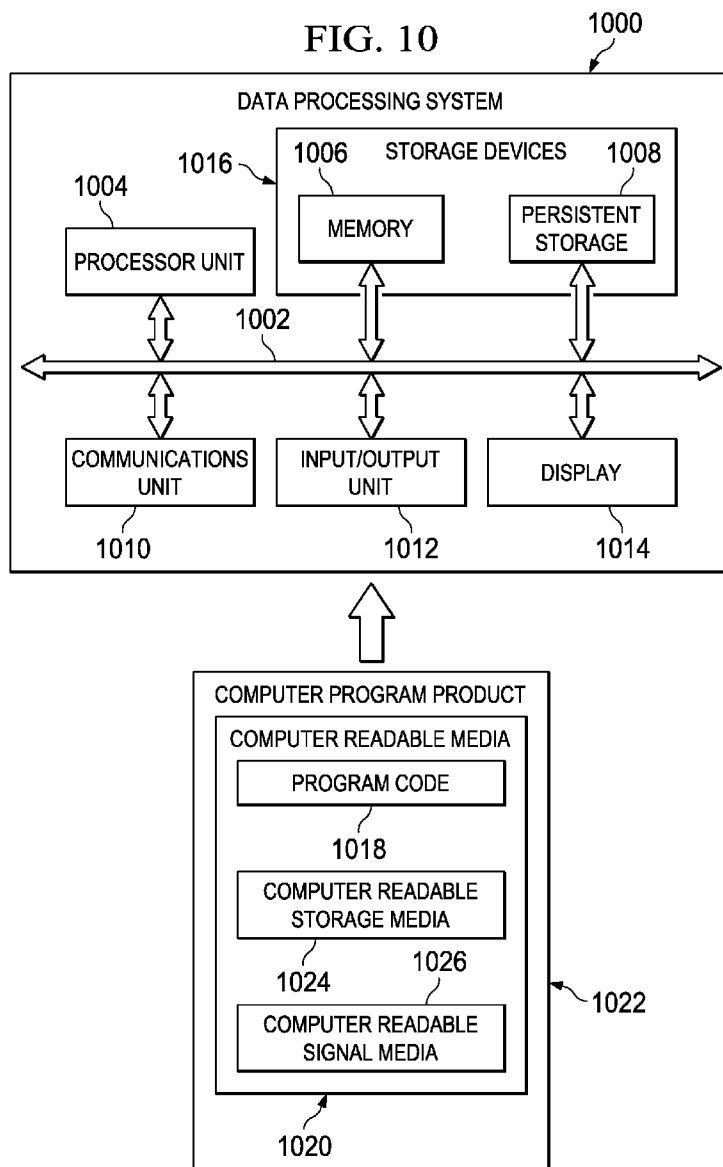 FIG. 10
1000
DATA PROCESSING SYSTEM
1016
1006
STORAGE DEVICES
1008
1004
MEMORY
PERSISTENT
STORAGE
PROCESSOR UNIT
1002
COMMUNICATIONS
UNIT
INPUT/OUTPUT
UNIT
DISPLAY
1010
1012
1014
COMPUTER PROGRAM PRODUCT
COMPUTER READABLE MEDIA
PROGRAM CODE
1018
COMPUTER READABLE
STORAGE MEDIA
1024
1026
1022
COMPUTER READABLE
SIGNAL MEDIA
1020